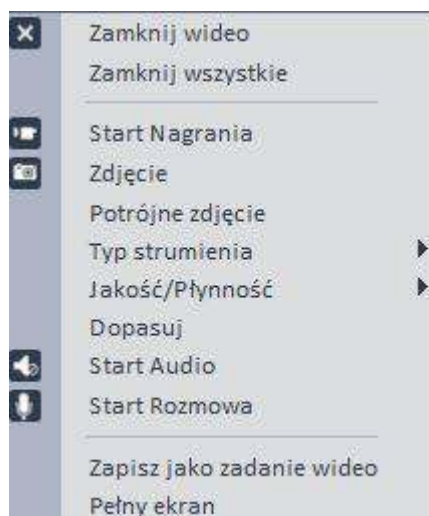 Zamknij wideo
Zamknij wszystkie
Start Nagrania
Zdjęcie
Potrójne zdjęcie
Typ strumienia
Jakość/Płynność
Dopasuj
Start Audio
Start Rozmowa
Zapisz jako zadanie wideo
Pełny ekran